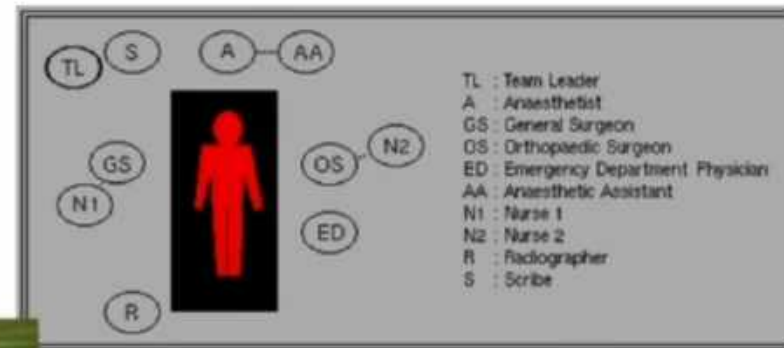 TL S A AA
GS OS N2
N1 ED
R
TL : Team Leader
A : Anaesthetist
GS : General Surgeon
OS : Orthopaedic Surgeon
ED : Emergency Department Physician
AA : Anaesthetic Assistant
N1 : Nurse 1
N2 : Nurse 2
R : Radiographer
S : Scribe